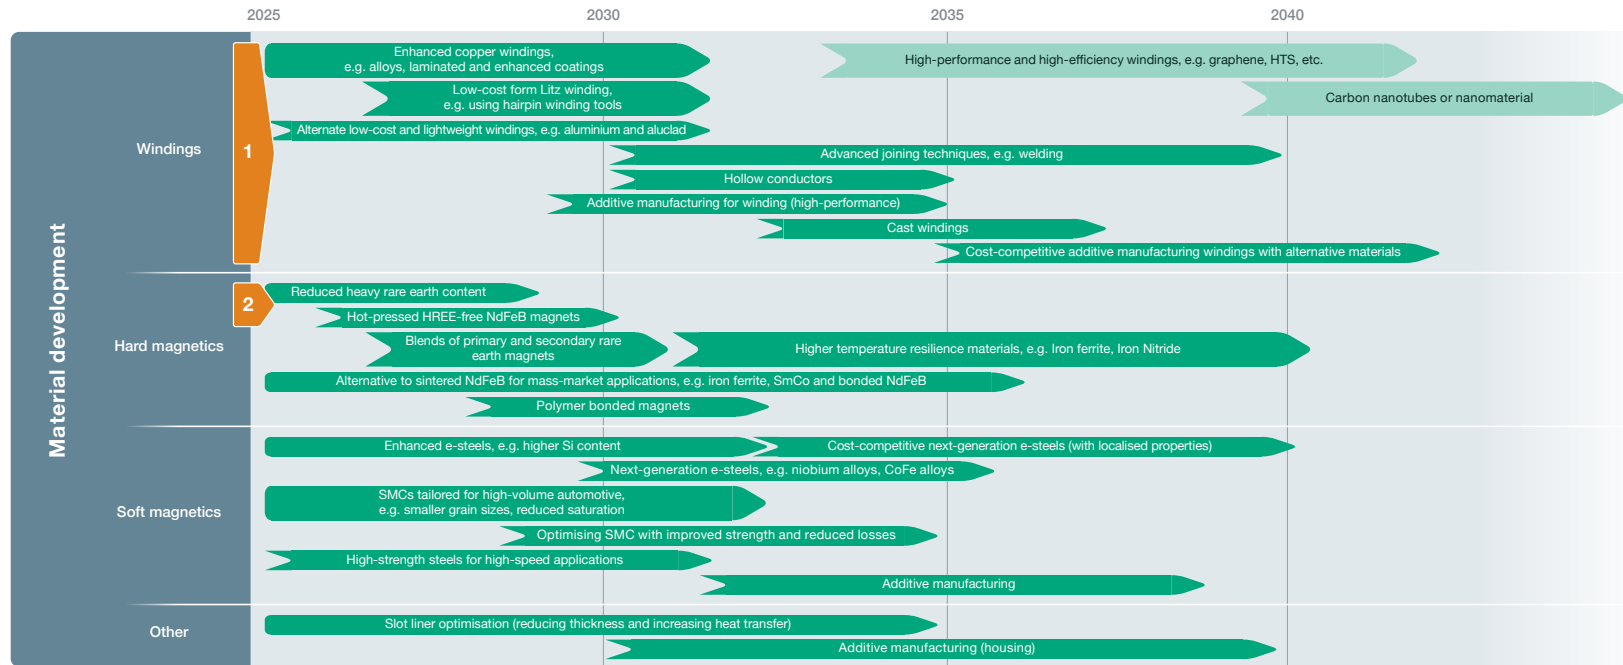 2025
2030
2035
2040
Material development
Windings
1
Enhanced copper windings,
e.g. alloys, laminated and enhanced coatings
High-performance and high-efficiency windings, e.g. graphene, HTS, etc.
Low-cost form Litz winding,
e.g. using hairpin winding tools
Carbon nanotubes or nanomaterial
Alternate low-cost and lightweight windings, e.g. aluminium and aluclad
Advanced joining techniques, e.g. welding
Hollow conductors
Additive manufacturing for winding (high-performance)
Cast windings
Cost-competitive additive manufacturing windings with alternative materials
Hard magnetics
2
Reduced heavy rare earth content
Hot-pressed HREE-free NdFeB magnets
Blends of primary and secondary rare
earth magnets
Higher temperature resilience materials, e.g. Iron ferrite, Iron Nitride
Alternative to sintered NdFeB for mass-market applications, e.g. iron ferrite, SmCo and bonded NdFeB
Polymer bonded magnets
Soft magnetics
Enhanced e-steels, e.g. higher Si content
Cost-competitive next-generation e-steels (with localised properties)
Next-generation e-steels, e.g. niobium alloys, CoFe alloys
SMCs tailored for high-volume automotive,
e.g. smaller grain sizes, reduced saturation
Optimising SMC with improved strength and reduced losses
High-strength steels for high-speed applications
Additive manufacturing
Other
Slot liner optimisation (reducing thickness and increasing heat transfer)
Additive manufacturing (housing)